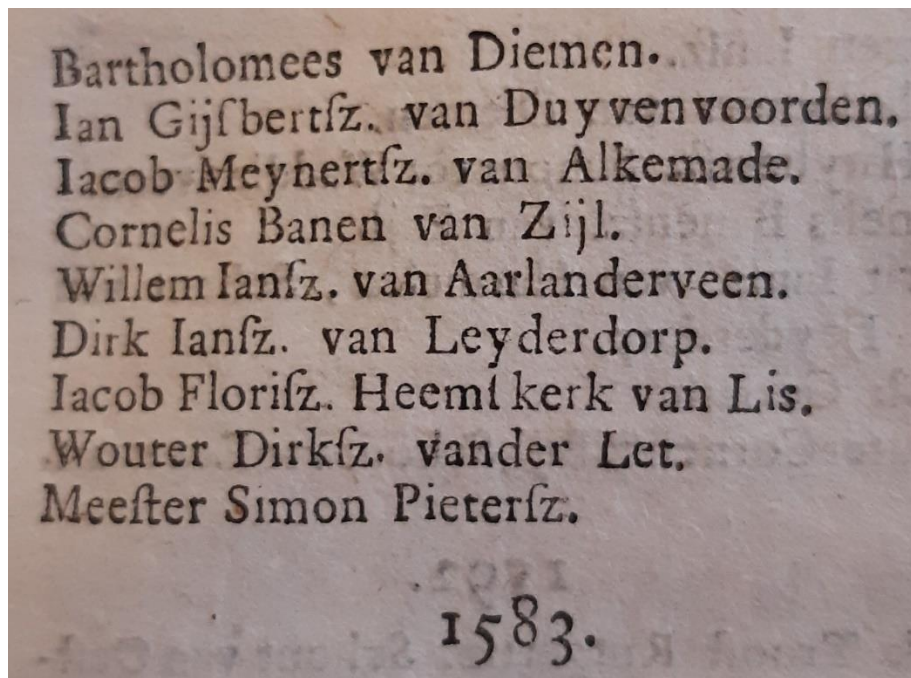 Bartholomees van Diemen.
Ian Gijſbertſz. van Duyvenvoorden.
Iacob Meynertſz. van Alkemade.
Cornelis Banen van Zijl.
Willem Ianſz. van Aarlanderveen.
Dirk Ianſz. van Leyderdorp.
Iacob Floriſz. Heemſkerk van Lis.
Wouter Dirkſz. vander Let.
Meeſter Simon Pieterſz.
1583.